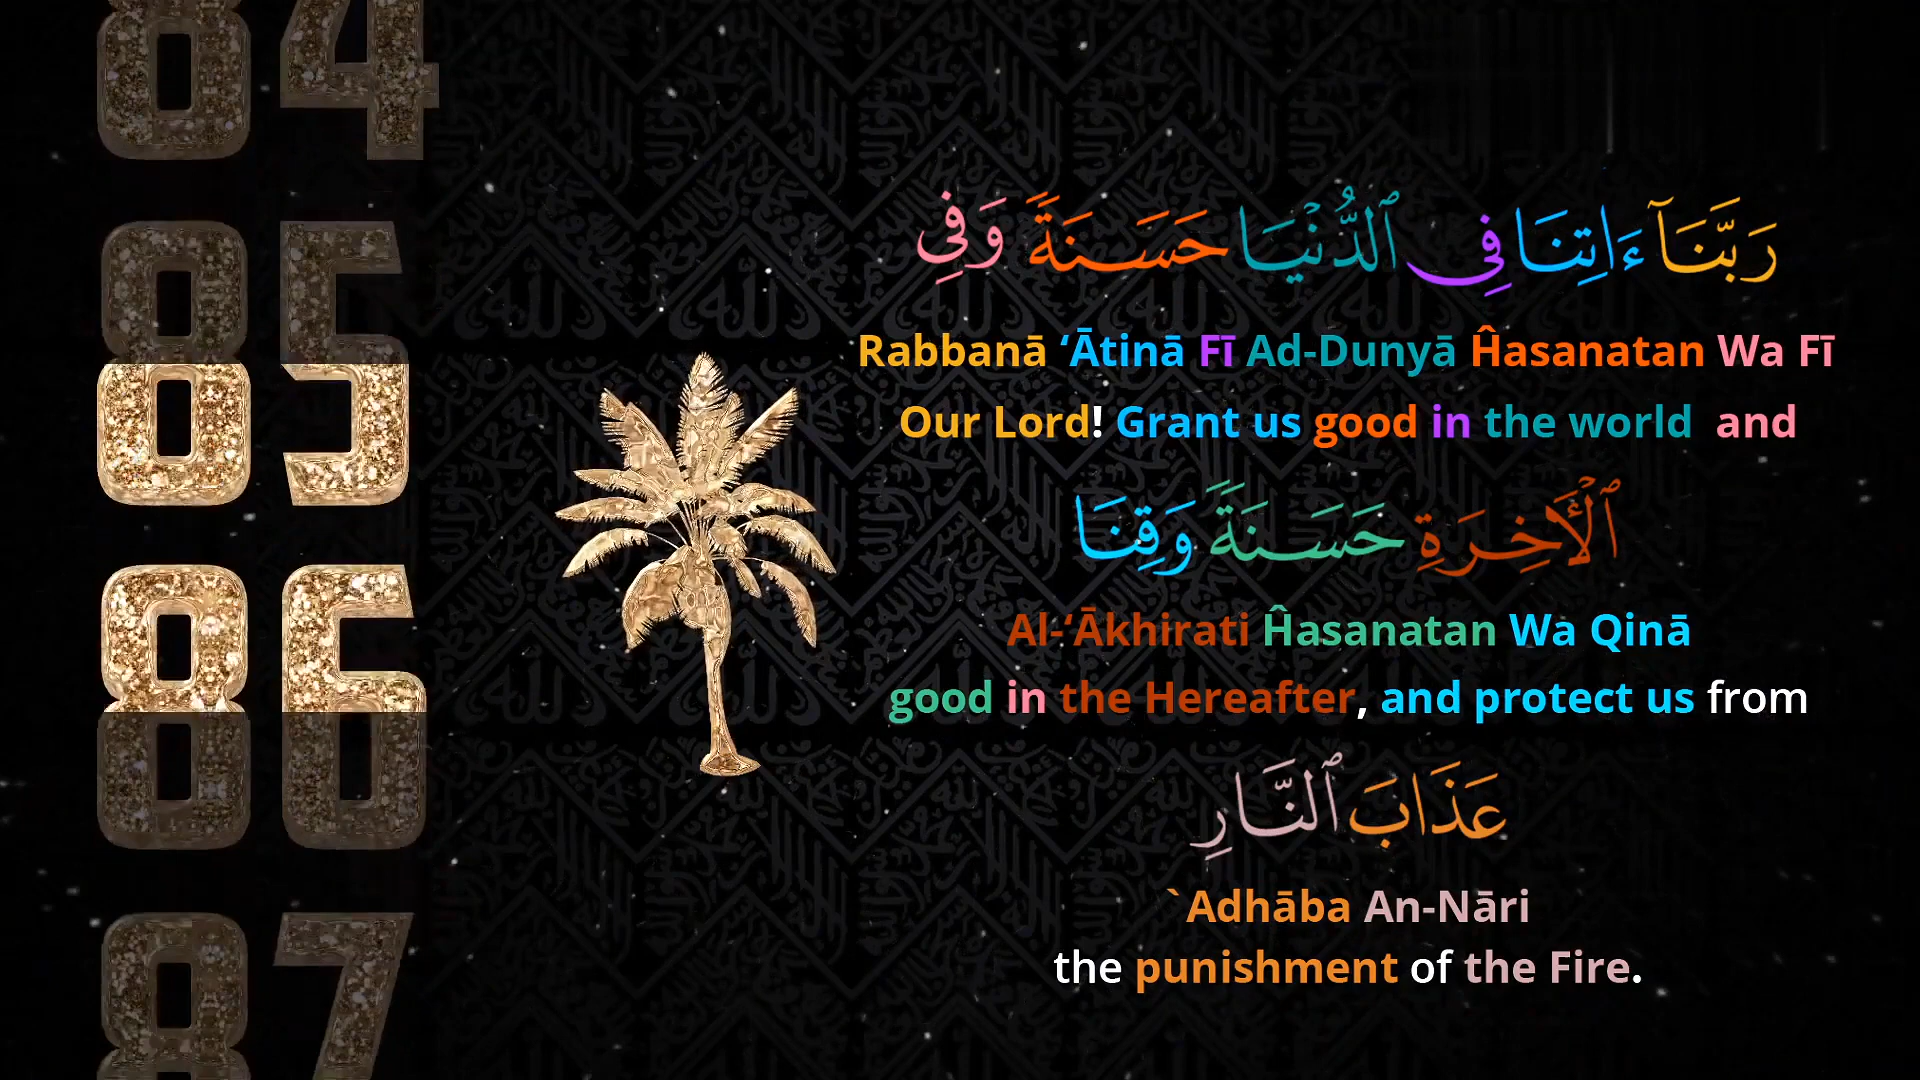 84
85
86
87
رَبَّنَآ ءَاتِنَا فِى ٱلدُّنْيَا حَسَنَةً وَفِى
Rabbanā ‘Ātinā Fī Ad-Dunyā Ĥasanatan Wa Fī
Our Lord! Grant us good in the world and
ٱلْأَخِرَةِ حَسَنَةً وَقِنَا
Al-‘Ākhirati Ĥasanatan Wa Qinā
good in the Hereafter, and protect us from
عَذَابَ ٱلنَّارِ
`Adhāba An-Nāri
the punishment of the Fire.